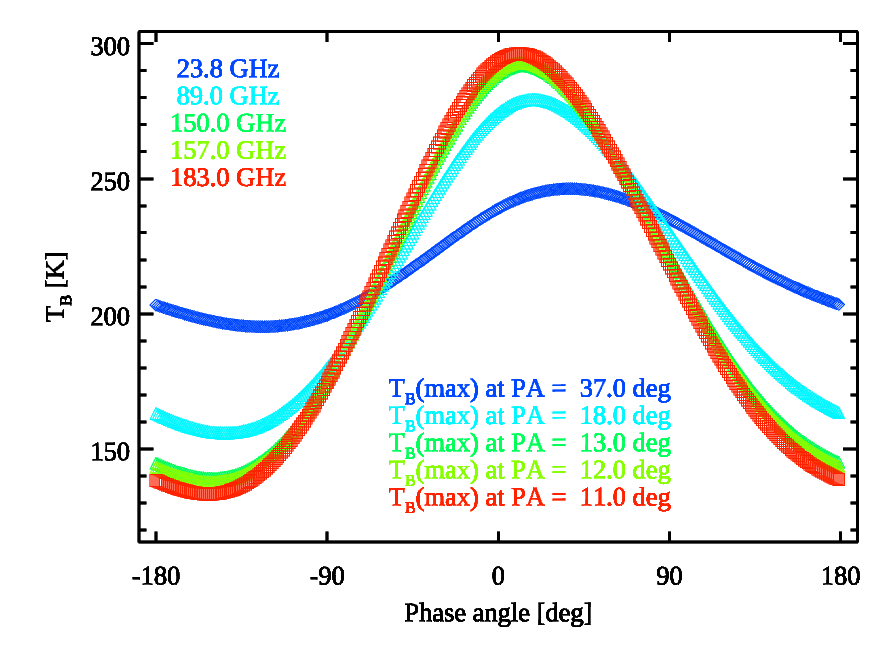 300
250
200
150
T_B [K]
23.8 GHz
89.0 GHz
150.0 GHz
157.0 GHz
183.0 GHz
T_B(max) at PA = 37.0 deg
T_B(max) at PA = 18.0 deg
T_B(max) at PA = 13.0 deg
T_B(max) at PA = 12.0 deg
T_B(max) at PA = 11.0 deg
-180 -90 0 90 180
Phase angle [deg]